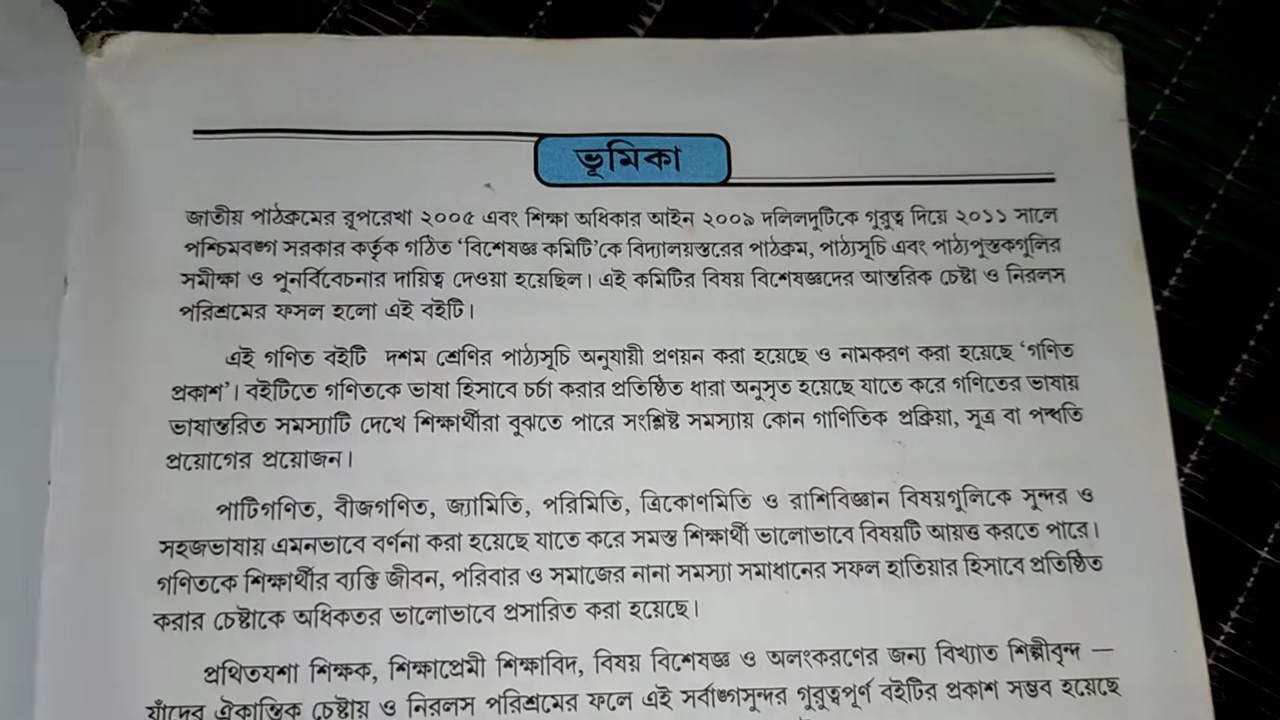 ভূমিকা
জাতীয় পাঠক্রমের রূপরেখা ২০০৫ এবং শিক্ষা অধিকার আইন ২০০৯ দলিলদুটিকে গুরুত্ব দিয়ে ২০১১ সালে
পশ্চিমবঙ্গ সরকার কর্তৃক গঠিত ‘বিশেষজ্ঞ কমিটি’কে বিদ্যালয়স্তরের পাঠক্রম, পাঠ্যসূচি এবং পাঠ্যপুস্তকগুলির
সমীক্ষা ও পুনর্বিবেচনার দায়িত্ব দেওয়া হয়েছিল। এই কমিটির বিষয় বিশেষজ্ঞদের আন্তরিক চেষ্টা ও নিরলস
পরিশ্রমের ফসল হলো এই বইটি।
এই গণিত বইটি দশম শ্রেণির পাঠ্যসূচি অনুযায়ী প্রণয়ন করা হয়েছে ও নামকরণ করা হয়েছে ‘গণিত
প্রকাশ’। বইটিতে গণিতকে ভাষা হিসাবে চর্চা করার প্রতিষ্ঠিত ধারা অনুসৃত হয়েছে যাতে করে গণিতের ভাষায়
ভাষান্তরিত সমস্যাটি দেখে শিক্ষার্থীরা বুঝতে পারে সংশ্লিষ্ট সমস্যায় কোন গাণিতিক প্রক্রিয়া, সূত্র বা পদ্ধতি
প্রয়োগের প্রয়োজন।
পাটিগণিত, বীজগণিত, জ্যামিতি, পরিমিতি, ত্রিকোণমিতি ও রাশিবিজ্ঞান বিষয়গুলিকে সুন্দর ও
সহজভাষায় এমনভাবে বর্ণনা করা হয়েছে যাতে করে সমস্ত শিক্ষার্থী ভালোভাবে বিষয়টি আয়ত্ত করতে পারে।
গণিতকে শিক্ষার্থীর ব্যক্তি জীবন, পরিবার ও সমাজের নানা সমস্যা সমাধানের সফল হাতিয়ার হিসাবে প্রতিষ্ঠিত
করার চেষ্টাকে অধিকতর ভালোভাবে প্রসারিত করা হয়েছে।
প্রথিতযশা শিক্ষক, শিক্ষাপ্রেমী শিক্ষাবিদ, বিষয় বিশেষজ্ঞ ও অলংকরণের জন্য বিখ্যাত শিল্পীবৃন্দ —
যাঁদের ঐকান্তিক চেষ্টায় ও নিরলস পরিশ্রমের ফলে এই সর্বাঙ্গসুন্দর গুরুত্বপূর্ণ বইটির প্রকাশ সম্ভব হয়েছে